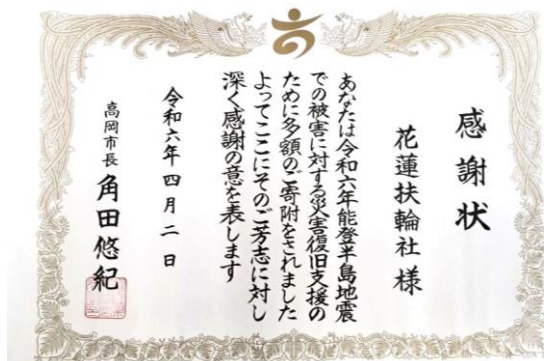 感謝状
花蓮扶輪社 様
あなたは令和六年能登半島地震
での被害に対する災害復旧支援の
ために多額のご寄附をされました
よってここにそのご芳志に対し
深く感謝の意を表します
令和六年四月二日
高岡市長 角田悠紀